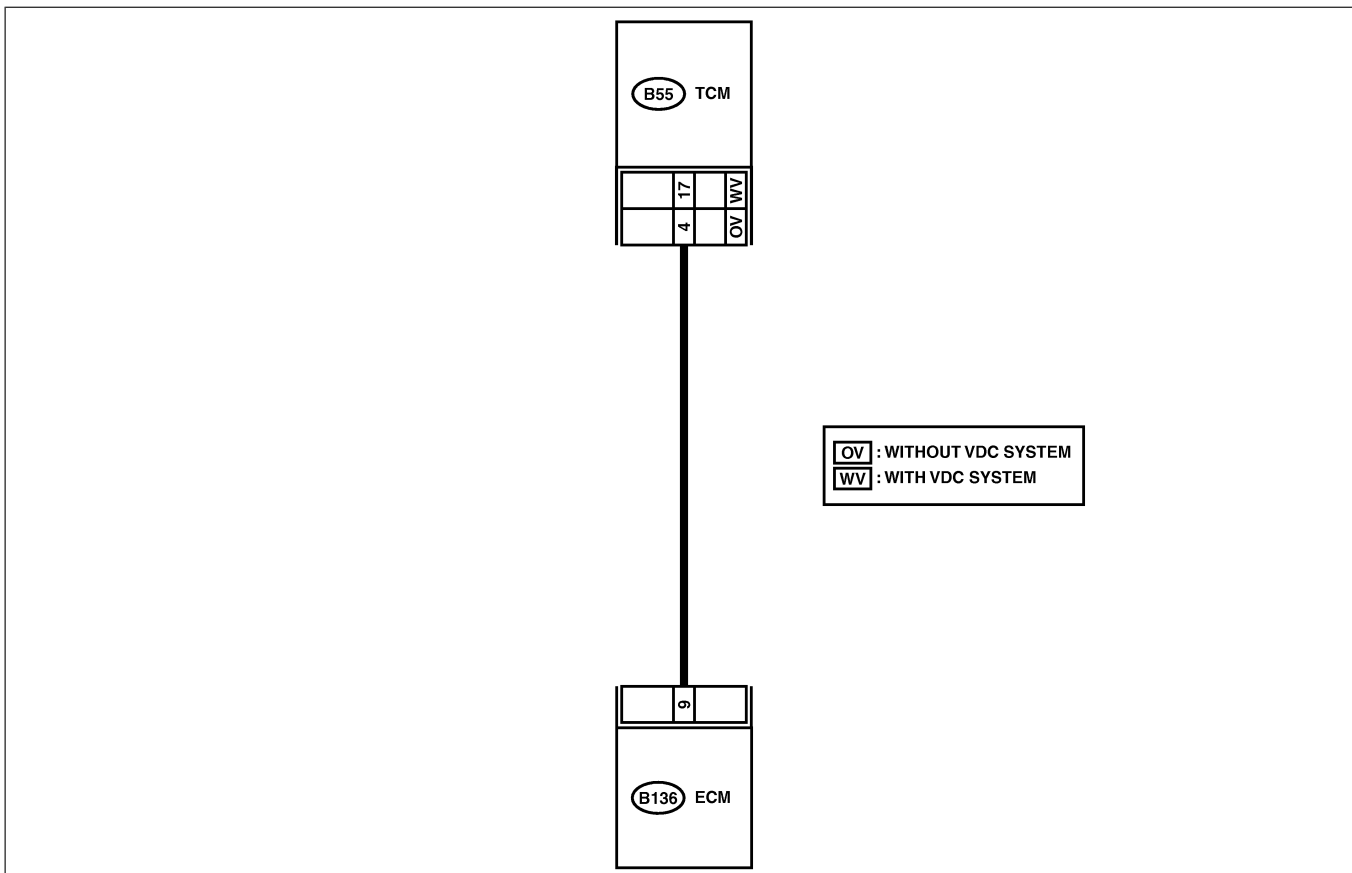 B55 TCM
17 WV
4 OV
OV : WITHOUT VDC SYSTEM
WV : WITH VDC SYSTEM
9
B136 ECM